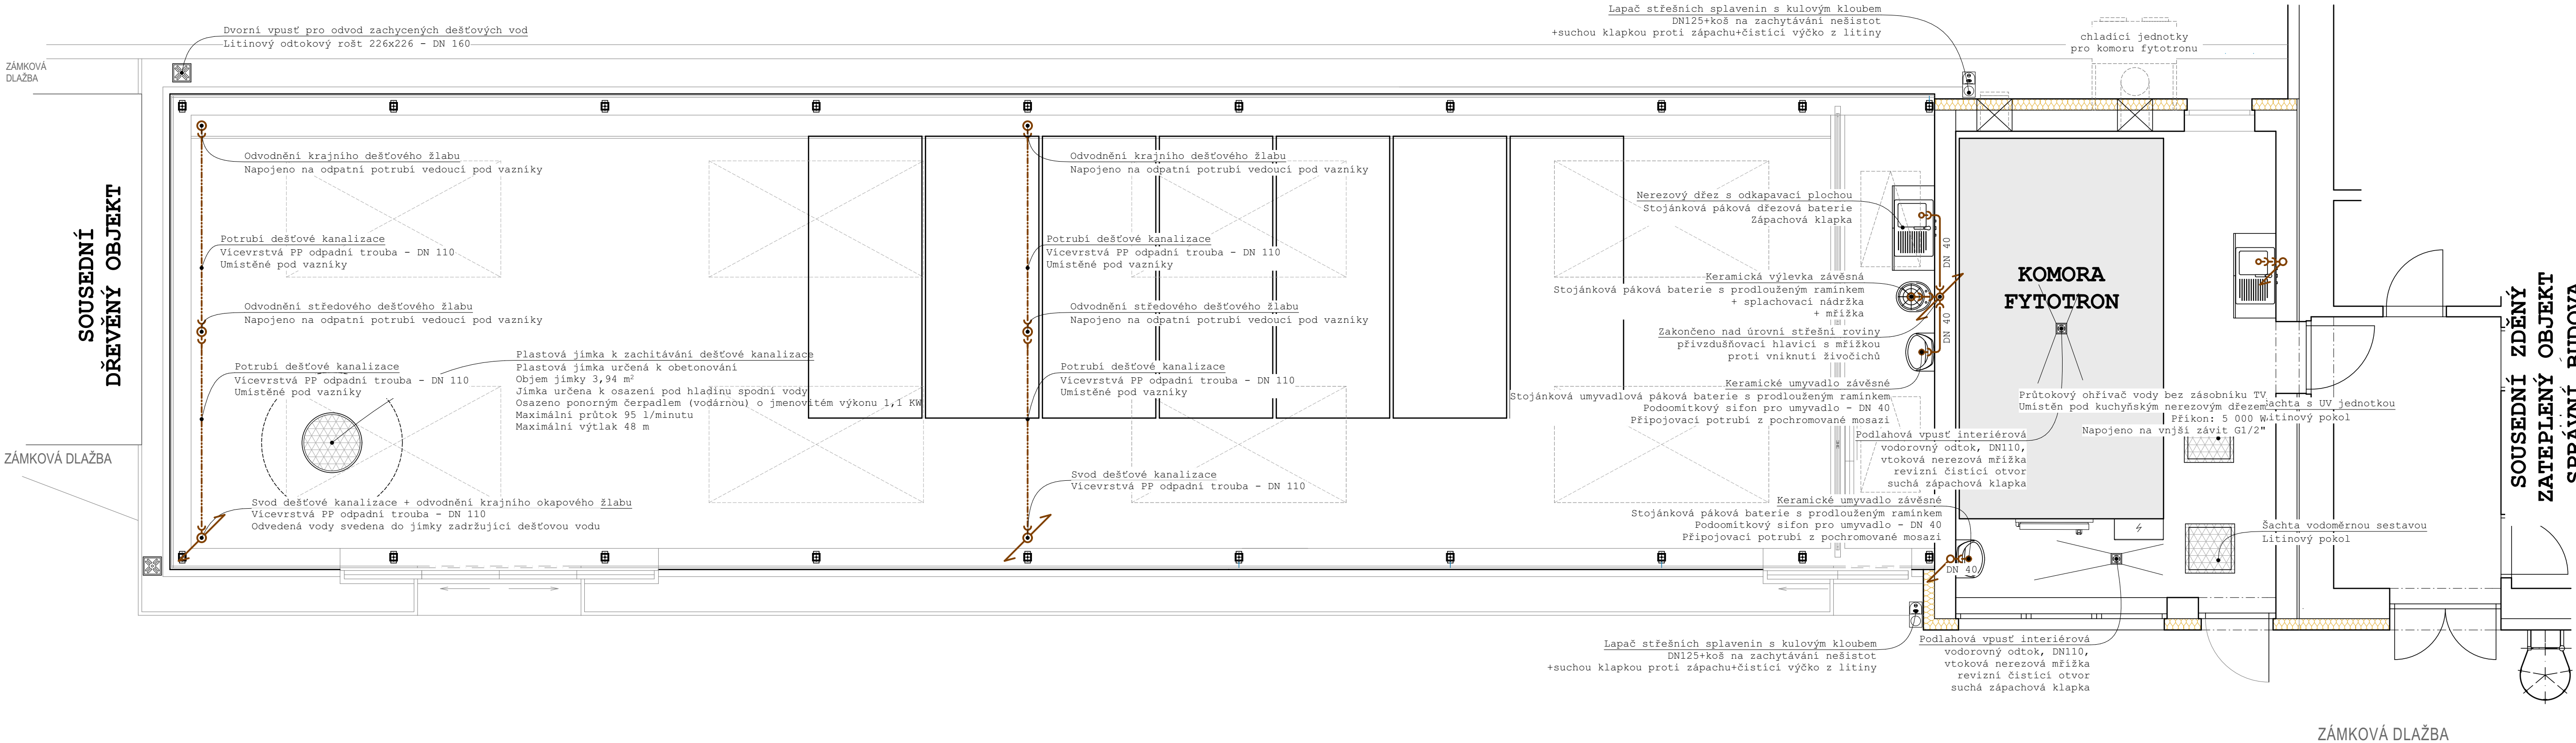 Dvorní vpusť pro odvod zachycených dešťových vod
Litinový odtokový rošt 226x226 - DN 160
ZÁMKOVÁ
DLAŽBA
Lapač střešních splavenin s kulovým kloubem
DN125+koš na zachytávání nešistot
+suchou klapkou proti zápachu+čistící výčko z litiny
chladící jednotky
pro komoru fytotronu
SOUSEDNÍ
DŘEVĚNÝ OBJEKT
Odvodnění krajního dešťového žlabu
Napojeno na odpatní potrubí vedoucí pod vazníky
Potrubí dešťové kanalizace
Vícevrstvá PP odpadní trouba - DN 110
Umístěné pod vazníky
Odvodnění středového dešťového žlabu
Napojeno na odpatní potrubí vedoucí pod vazníky
Potrubí dešťové kanalizace
Vícevrstvá PP odpadní trouba - DN 110
Umístěné pod vazníky
Plastová jímka k zachitávání dešťové kanalizace
Plastová jímka určená k obetonování
Objem jímky 3,94 m²
Jímka určena k osazení pod hladinu spodní vody
Osazeno ponorným čerpadlem (vodárnou) o jmenovitém výkonu 1,1 KW
Maximální průtok 95 l/minutu
Maximální výtlak 48 m
Svod dešťové kanalizace + odvodnění krajního okapového žlabu
Vícevrstvá PP odpadní trouba - DN 110
Odvedená vody svedena do jímky zadržující dešťovou vodu
ZÁMKOVÁ DLAŽBA
Odvodnění krajního dešťového žlabu
Napojeno na odpatní potrubí vedoucí pod vazníky
Potrubí dešťové kanalizace
Vícevrstvá PP odpadní trouba - DN 110
Umístěné pod vazníky
Odvodnění středového dešťového žlabu
Napojeno na odpatní potrubí vedoucí pod vazníky
Potrubí dešťové kanalizace
Vícevrstvá PP odpadní trouba - DN 110
Umístěné pod vazníky
Svod dešťové kanalizace
Vícevrstvá PP odpadní trouba - DN 110
Nerezový dřez s odkapavací plochou
Stojánková páková dřezová baterie
Zápachová klapka
DN 40
Keramická výlevka závěsná
Stojánková páková baterie s prodlouženým ramínkem
+ splachovací nádržka
+ mřížka
Zakončeno nad úrovní střešní roviny
přivzdušňovací hlavicí s mřížkou
proti vniknutí živočichů
DN 40
Keramické umyvadlo závěsné
Stojánková umyvadlová páková baterie s prodlouženým ramínkem
Podoomítkový sifon pro umyvadlo - DN 40
Připojovací potrubí z pochromované mosazi
Podlahová vpusť interiérová
vodorovný odtok, DN110,
vtoková nerezová mřížka
revizní čistící otvor
suchá zápachová klapka
Keramické umyvadlo závěsné
Stojánková páková baterie s prodlouženým ramínkem
Podoomítkový sifon pro umyvadlo - DN 40
Připojovací potrubí z pochromované mosazi
DN 40
KOMORA
FYTOTRON
Průtokový ohřívač vody bez zásobníku TV
Umístěn pod kuchyňským nerezovým dřezem
Příkon: 5 000 W
Napojeno na vnjší závit G1/2"
šachta s UV jednotkou
Litinový pokol
Šachta vodoměrnou sestavou
Litinový pokol
Lapač střešních splavenin s kulovým kloubem
DN125+koš na zachytávání nešistot
+suchou klapkou proti zápachu+čistící výčko z litiny
Podlahová vpusť interiérová
vodorovný odtok, DN110,
vtoková nerezová mřížka
revizní čistící otvor
suchá zápachová klapka
SOUSEDNÍ ZDĚNÝ
ZATEPLENÝ OBJEKT
SPRÁVNÍ BUDOVA
ZÁMKOVÁ DLAŽBA